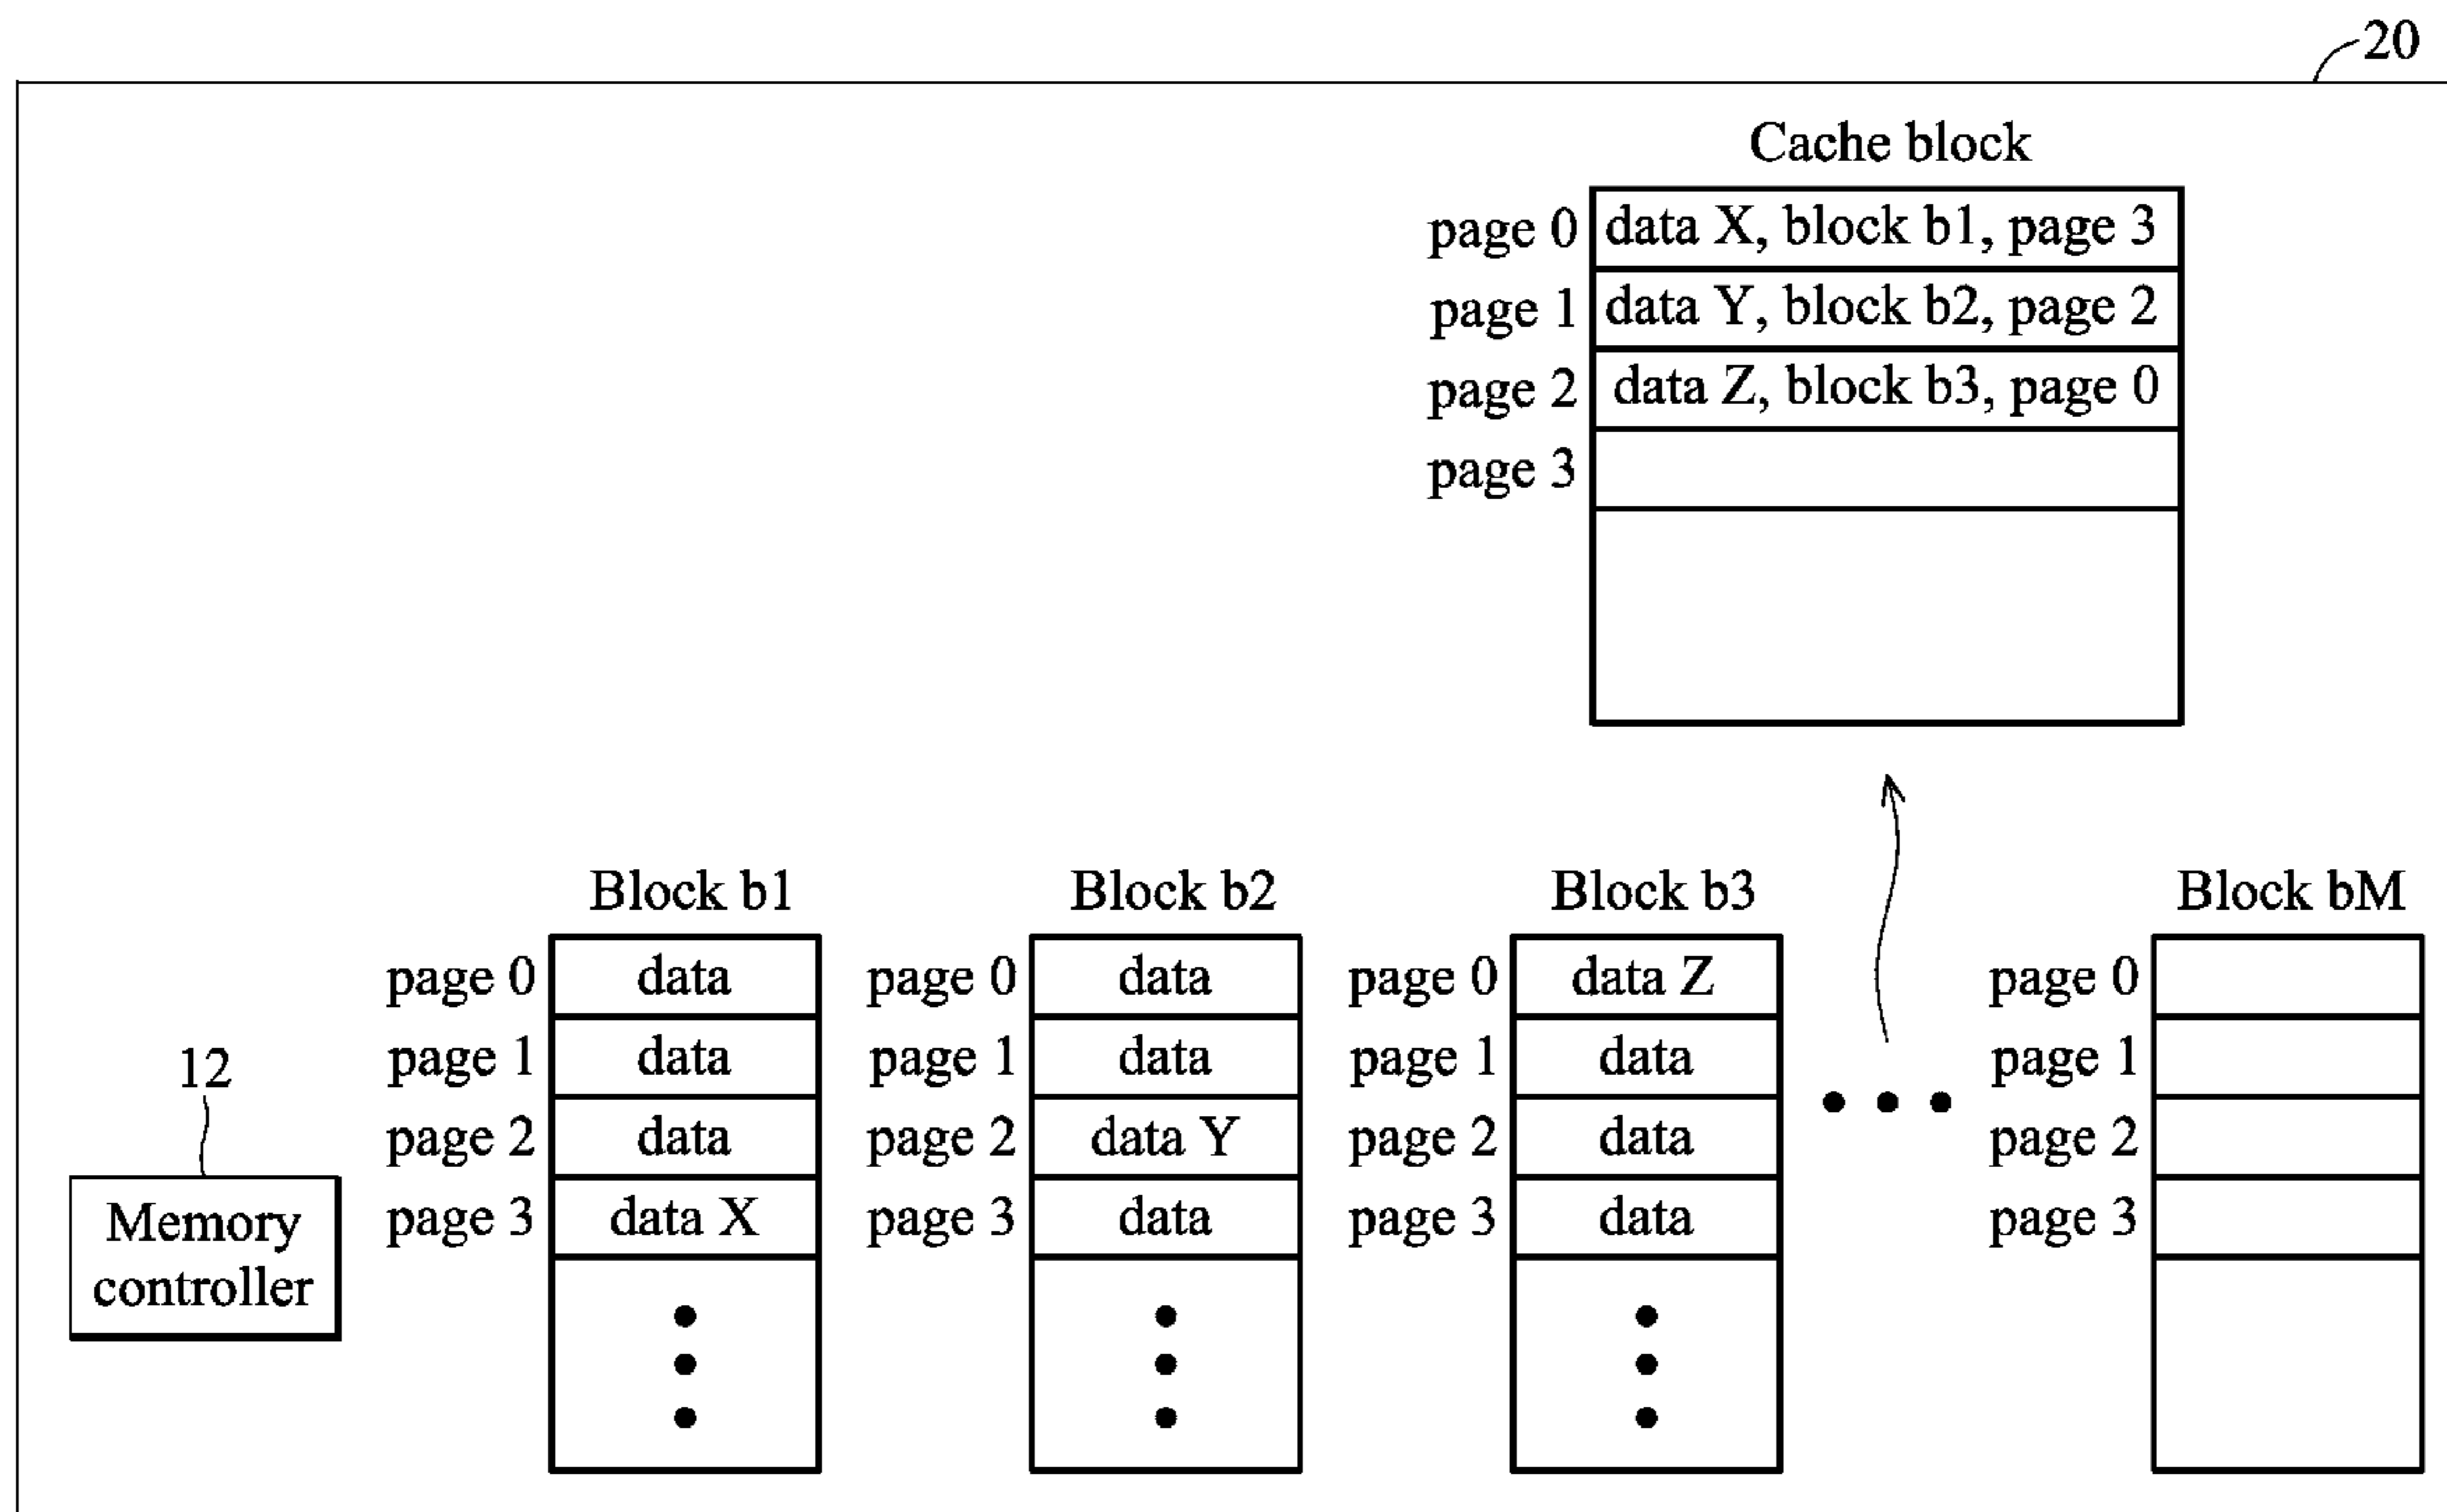 20
Cache block
page 0 data X, block b1, page 3
page 1 data Y, block b2, page 2
page 2 data Z, block b3, page 0
page 3
Block b1 Block b2 Block b3 Block bM
page 0 data page 0 data page 0 data Z page 0
page 1 data page 1 data page 1 data page 1
page 2 data page 2 data Y page 2 data page 2
page 3 data X page 3 data page 3 data page 3
12
Memory
controller